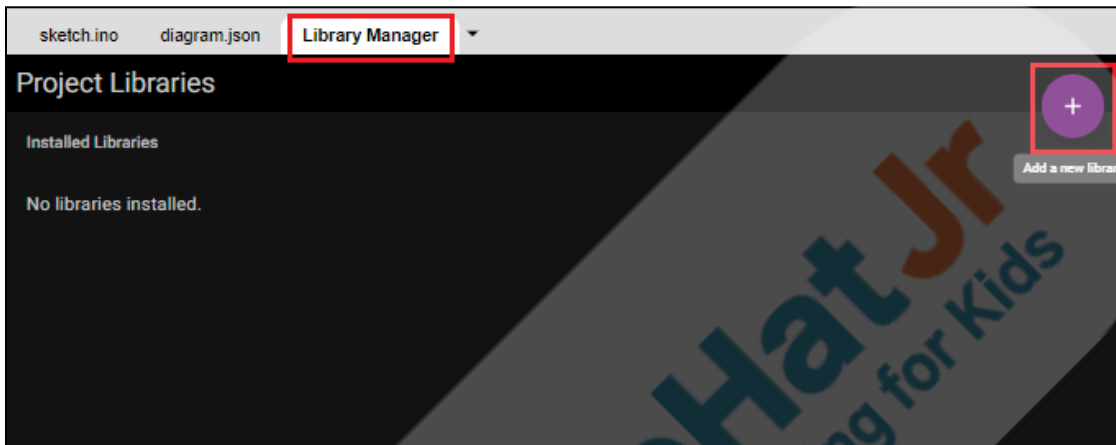 sketch.ino diagram.json Library Manager
Project Libraries
+
Add a new librar
Installed Libraries
No libraries installed.
Hat Jr
g for Kids